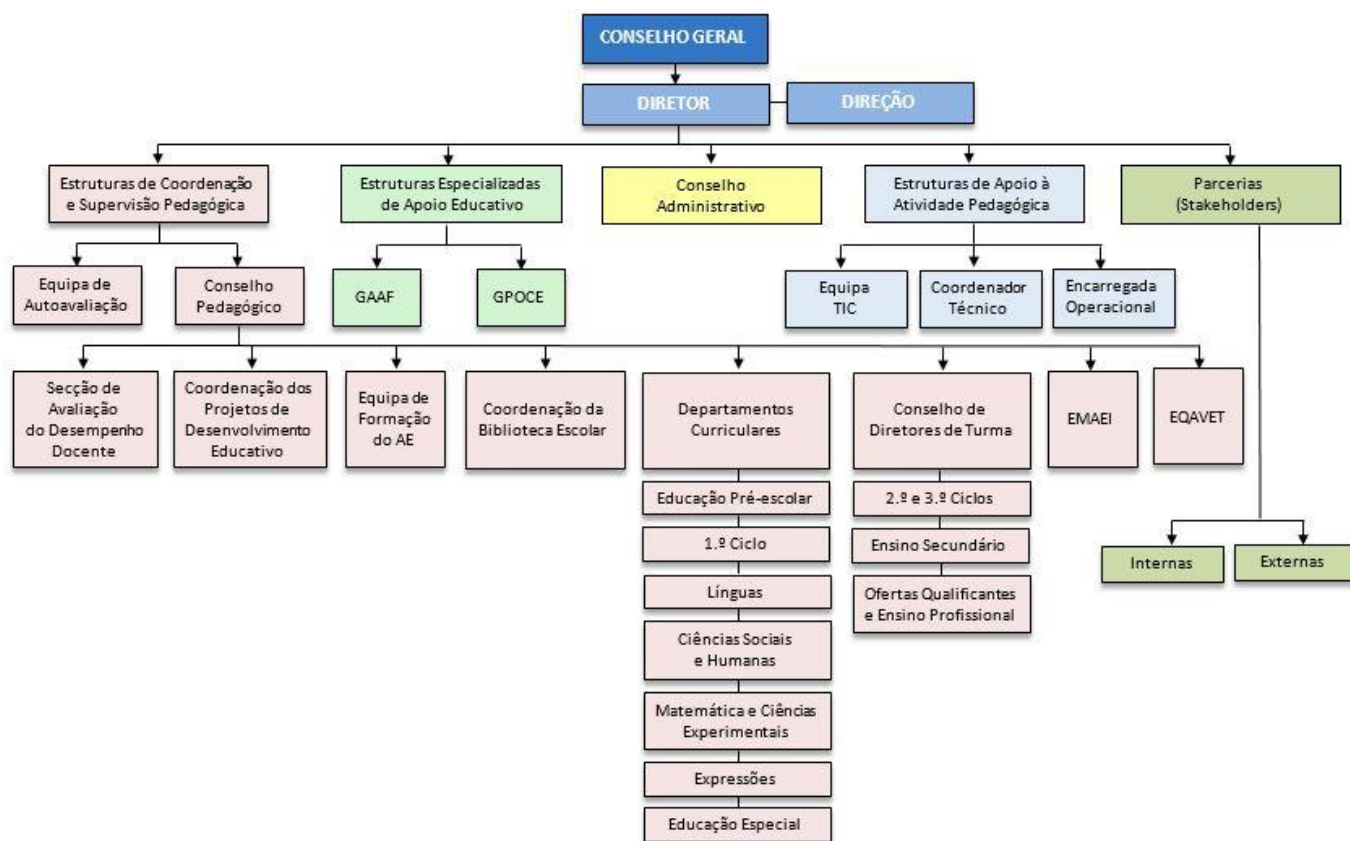 CONSELHO GERAL
DIRETOR
DIREÇÃO
Estruturas de Coordenação
e Supervisão Pedagógica
Estruturas Especializadas
de Apoio Educativo
Conselho
Administrativo
Estruturas de Apoio à
Atividade Pedagógica
Parcerias
(Stakeholders)
Equipa de
Autoavaliação
Conselho
Pedagógico
GAAF
GPOCE
Equipa
TIC
Coordenador
Técnico
Encarregada
Operacional
Secção de
Avaliação
do Desempenho
Docente
Coordenação dos
Projetos de
Desenvolvimento
Educativo
Equipa de
Formação
do AE
Coordenação da
Biblioteca Escolar
Departamentos
Curriculares
Conselho de
Diretores de Turma
EMAEI
EQAVET
Educação Pré-escolar
1.º Ciclo
Línguas
Ciências Sociais
e Humanas
Matemática e Ciências
Experimentais
Expressões
Educação Especial
2.º e 3.º Ciclos
Ensino Secundário
Ofertas Qualificantes
e Ensino Profissional
Internas
Externas